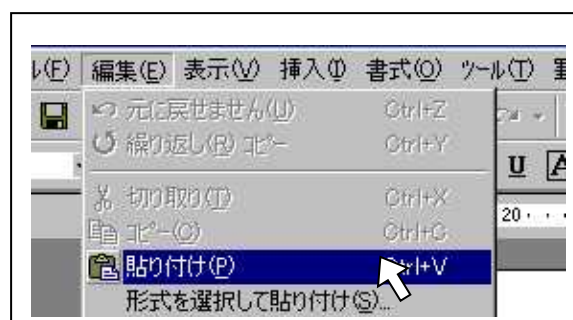 ル(F) 編集(E) 表示(V) 挿入(I) 書式(O) ツール(T)
元に戻せません(U) Ctrl+Z
繰り返し(R) コピー Ctrl+Y
U A
切り取り(T) Ctrl+X
20
コピー(C) Ctrl+C
貼り付け(P) Ctrl+V
形式を選択して貼り付け(S)...